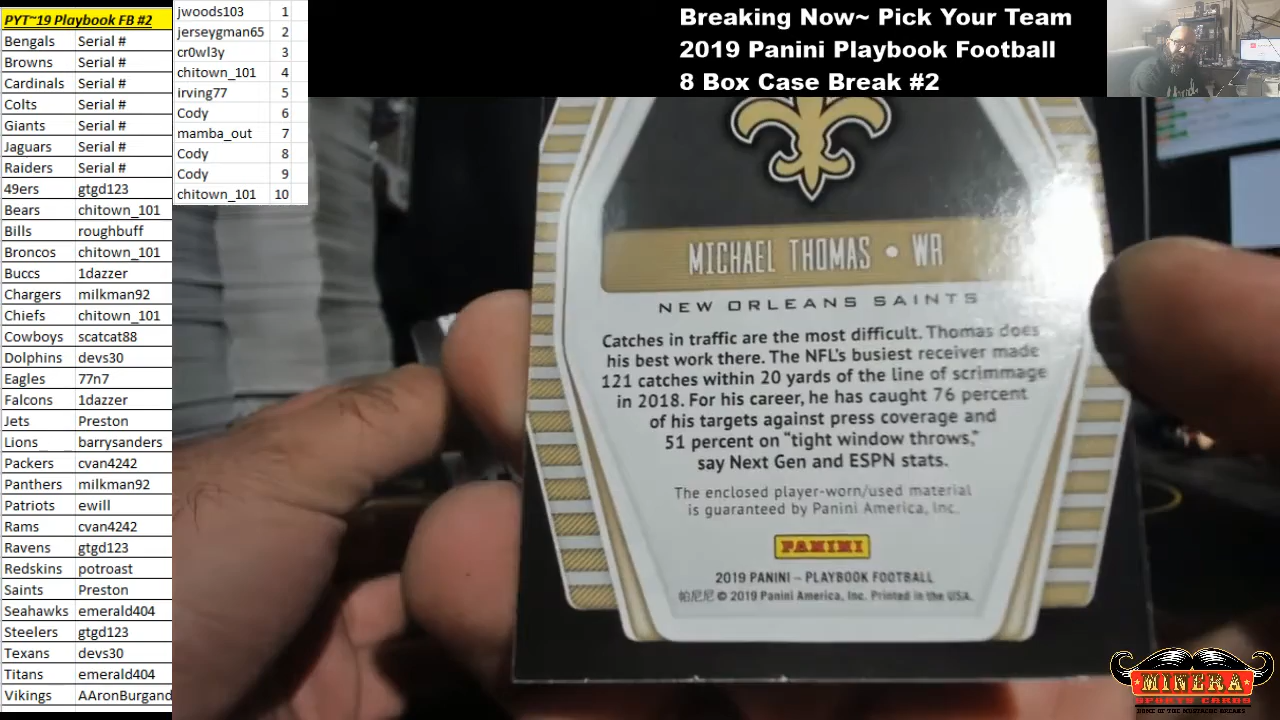 PYT~19 Playbook FB #2
Bengals Serial #
Browns Serial #
Cardinals Serial #
Colts Serial #
Giants Serial #
Jaguars Serial #
Raiders Serial #
49ers gtgd123
Bears chitown_101
Bills roughbuff
Broncos chitown_101
Buccs 1dazzer
Chargers milkman92
Chiefs chitown_101
Cowboys scatcat88
Dolphins devs30
Eagles 77n7
Falcons 1dazzer
Jets Preston
Lions barrysanders
Packers cvan4242
Panthers milkman92
Patriots ewill
Rams cvan4242
Ravens gtgd123
Redskins potroast
Saints Preston
Seahawks emerald404
Steelers gtgd123
Texans devs30
Titans emerald404
Vikings AAronBurgand
jwoods103 1
jerseygman65 2
cr0wl3y 3
chitown_101 4
irving77 5
Cody 6
mamba_out 7
Cody 8
Cody 9
chitown_101 10
Breaking Now~ Pick Your Team
2019 Panini Playbook Football
8 Box Case Break #2
MICHAEL THOMAS • WR
NEW ORLEANS SAINTS
Catches in traffic are the most difficult. Thomas does
his best work there. The NFL's busiest receiver made
121 catches within 20 yards of the line of scrimmage
in 2018. For his career, he has caught 76 percent
of his targets against press coverage and
51 percent on “tight window throws,”
say Next Gen and ESPN stats.
The enclosed player-worn/used material
is guaranteed by Panini America, Inc.
PANINI
2019 PANINI – PLAYBOOK FOOTBALL
帕尼尼 © 2019 Panini America, Inc. Printed in the USA.
MINERA
SPORTS CARDS
HOME OF THE MUSTACHE BREAKS